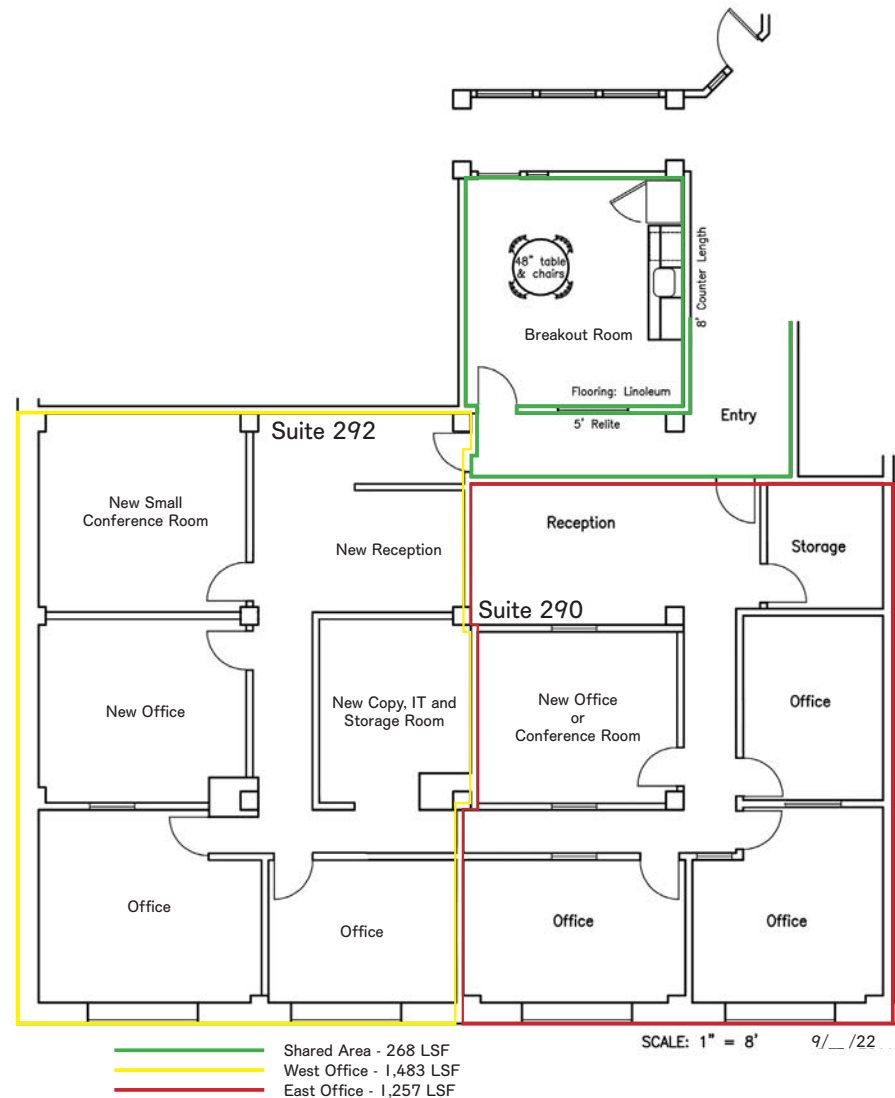 48" table
& chairs
8' Counter Length
Breakout Room
Flooring: Linoleum
5' Relite
Entry
Suite 292
New Small
Conference Room
New Reception
Reception
Storage
Suite 290
New Office
New Copy, IT and
Storage Room
New Office
or
Conference Room
Office
Office
Office
Office
Office
SCALE: 1" = 8'
9/__ /22
Shared Area - 268 LSF
West Office - 1,483 LSF
East Office - 1,257 LSF